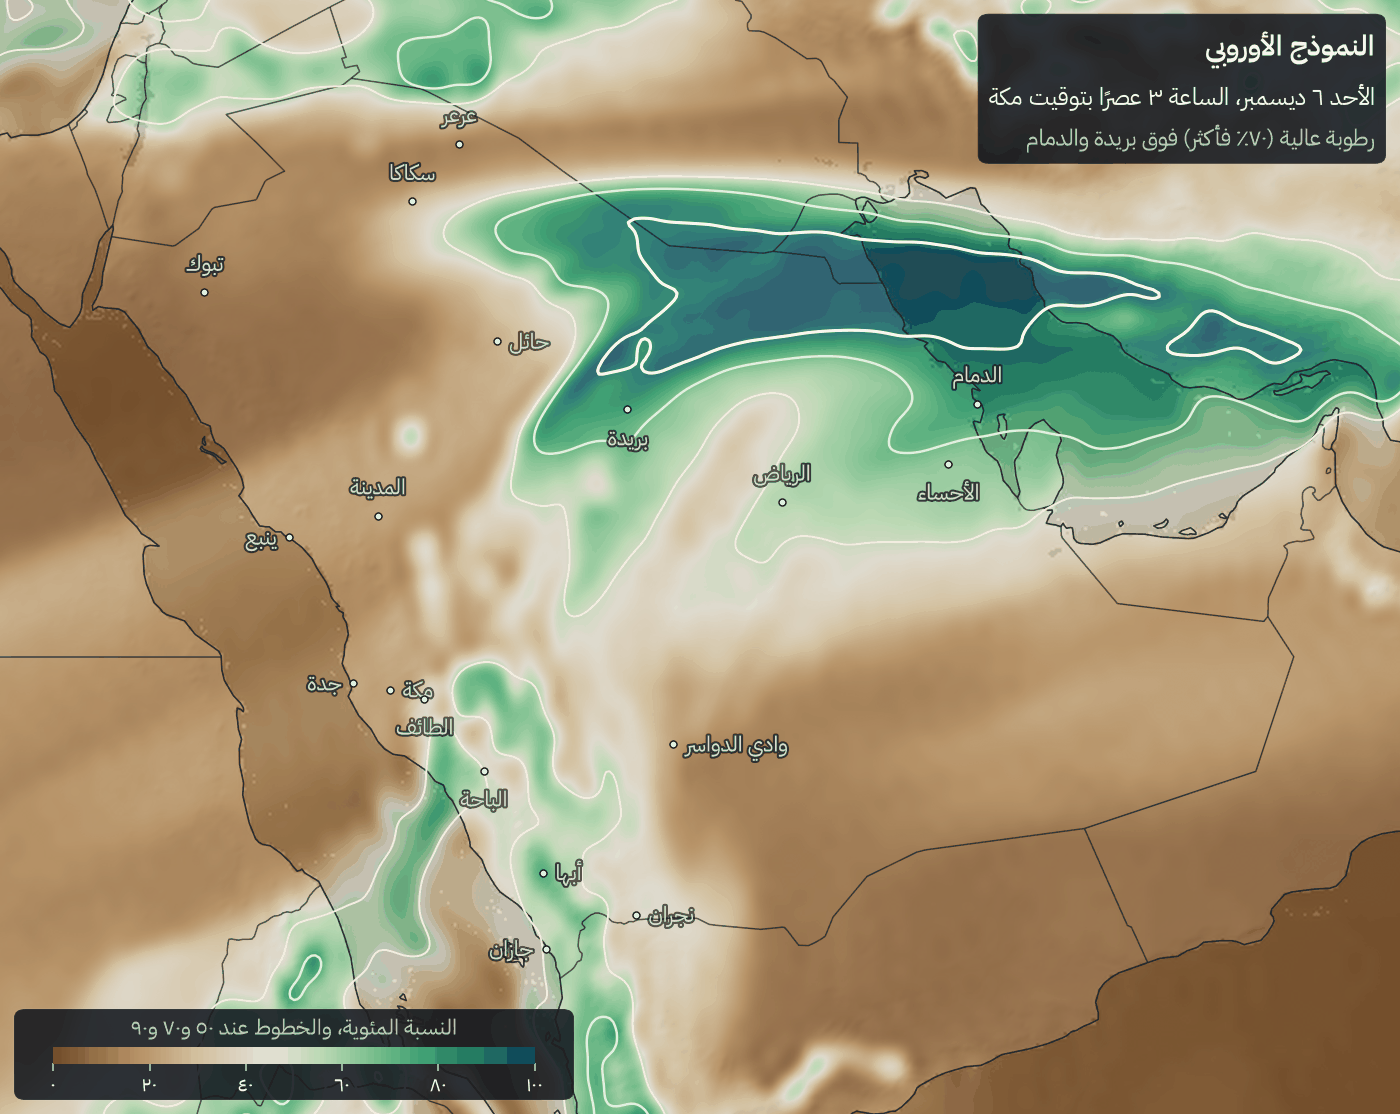 النموذج الأوروبي
الأحد ٦ ديسمبر، الساعة ٣ عصرًا بتوقيت مكة
رطوبة عالية (٧٠٪ فأكثر) فوق بريدة والدمام
عرعر
سكاكا
تبوك
حائل
الدمام
بريدة
الرياض
الأحساء
المدينة
ينبع
جدة
مكة
الطائف
وادي الدواسر
الباحة
أبها
نجران
جازان
النسبة المئوية، والخطوط عند ٥٠ و٧٠ و٩٠
٠ ٢٠ ٤٠ ٦٠ ٨٠ ١٠٠